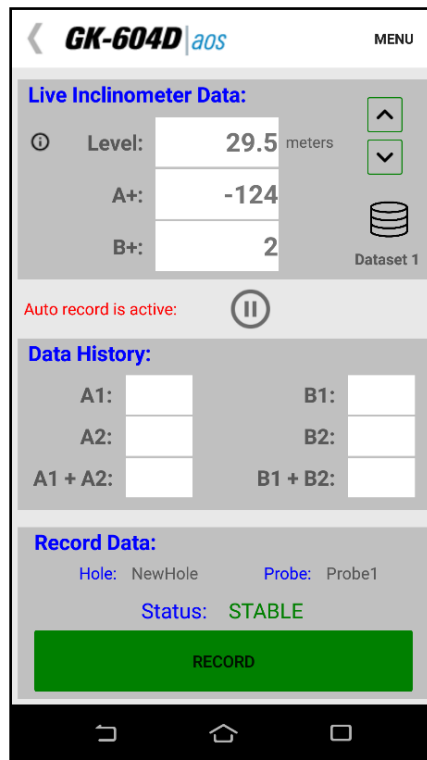 GK-604D|aos MENU
Live Inclinometer Data:
Level: 29.5 meters
A+: -124
B+: 2
Dataset 1
Auto record is active:
Data History:
A1: B1:
A2: B2:
A1 + A2: B1 + B2:
Record Data:
Hole: NewHole Probe: Probe1
Status: STABLE
RECORD